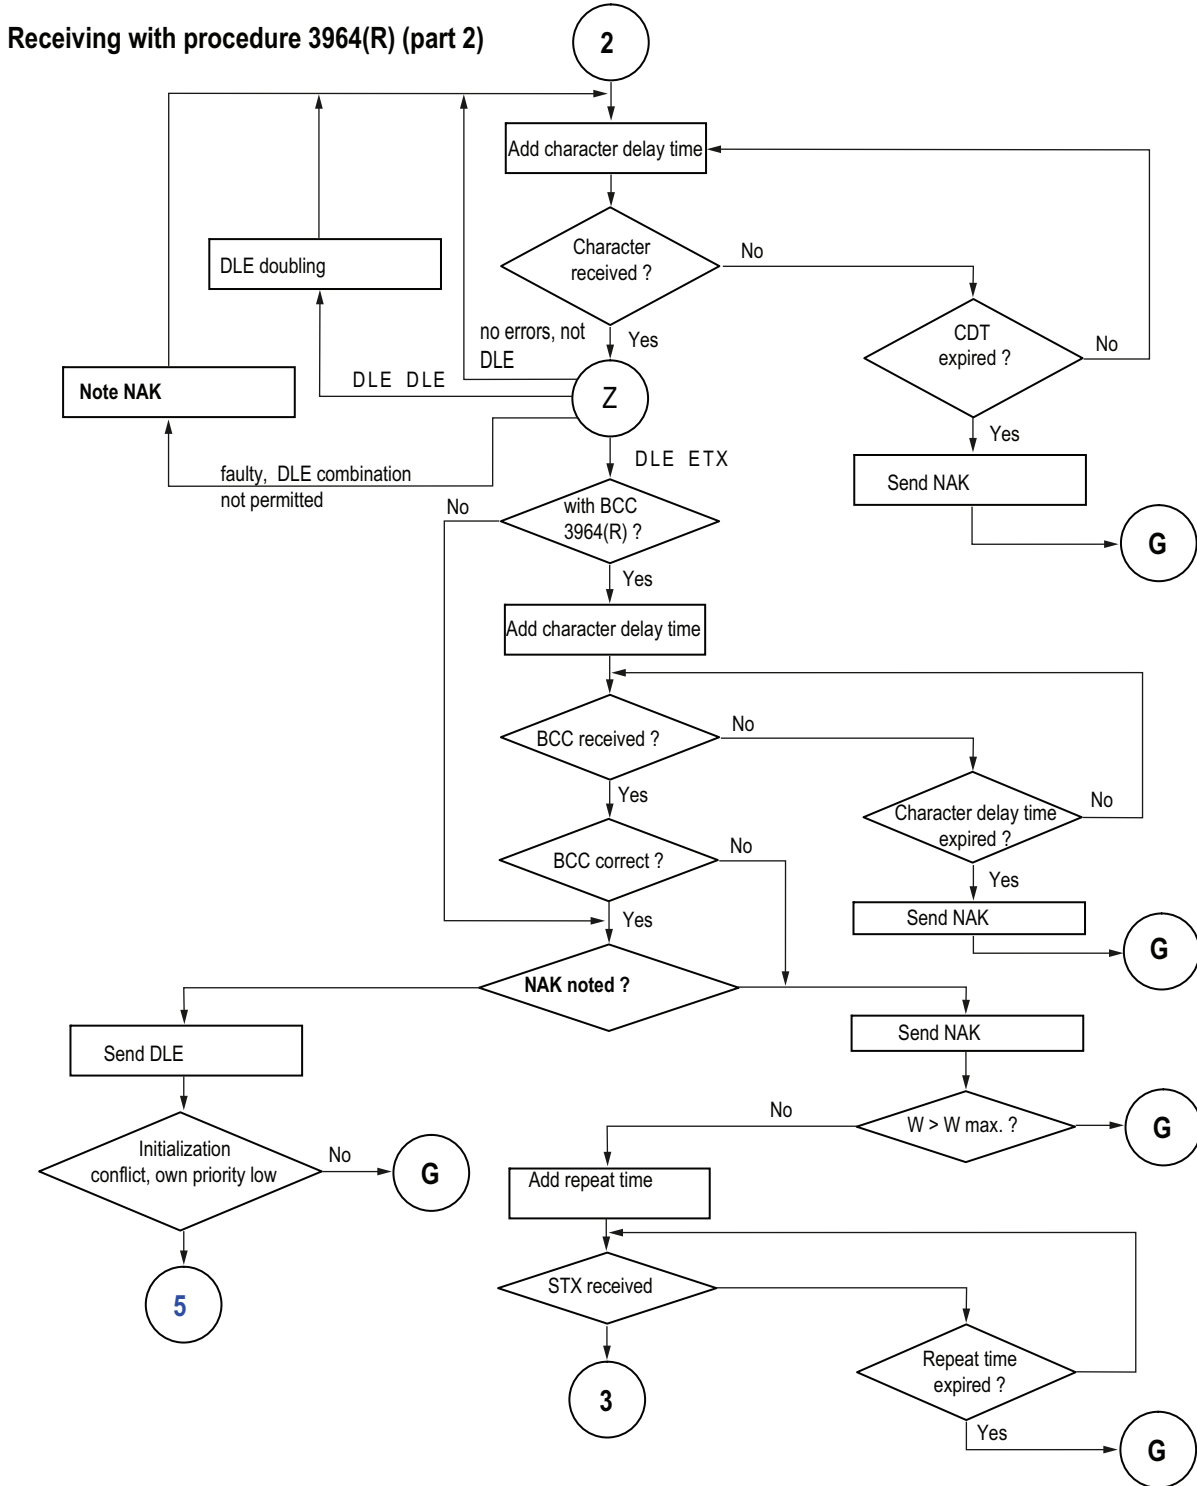 Receiving with procedure 3964(R) (part 2)
2
Add character delay time
Character
received ?
No
DLE doubling
CDT
expired ?
No
no errors, not
DLE
Yes
DLE DLE
Note NAK
Z
Yes
DLE ETX
Send NAK
faulty, DLE combination
not permitted
No
with BCC
3964(R) ?
G
Yes
Add character delay time
BCC received ?
No
Yes
Character delay time
expired ?
No
BCC correct ?
No
Yes
Yes
Send NAK
G
NAK noted ?
Send DLE
Send NAK
No
W > W max. ?
G
Initialization
conflict, own priority low
No
G
Add repeat time
STX received
5
Repeat time
expired ?
3
Yes
G